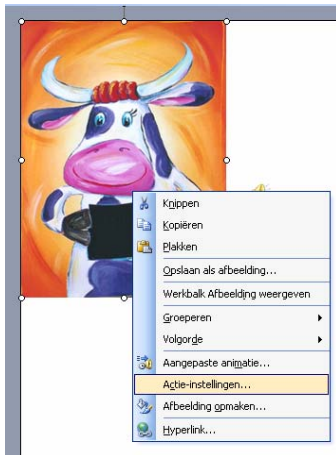 Knippen
Kopiëren
Plakken
Opslaan als afbeelding...
Werkbalk Afbeelding weergeven
Groeperen
Volgorde
Aangepaste animatie...
Actie-instellingen...
Afbeelding opmaken...
Hyperlink...